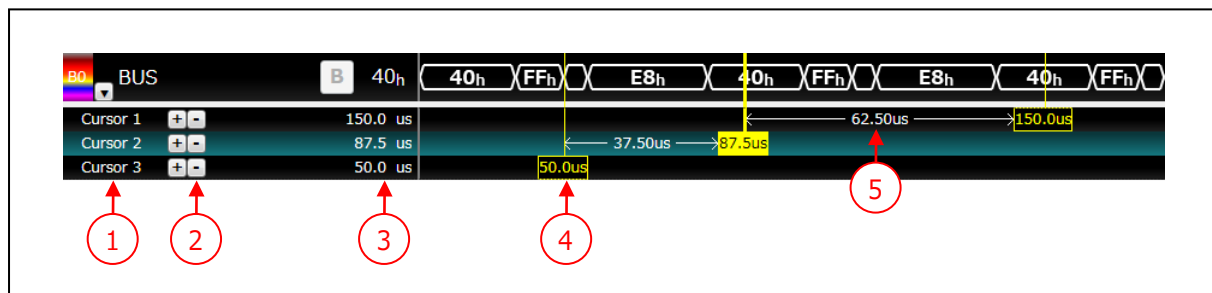 B0 BUS B 40h 40h FFh E8h 40h FFh E8h 40h FFh
Cursor 1 + - 150.0 us 62.50us 150.0us
Cursor 2 + - 87.5 us 37.50us 87.5us
Cursor 3 + - 50.0 us 50.0us
1 2 3 4 5